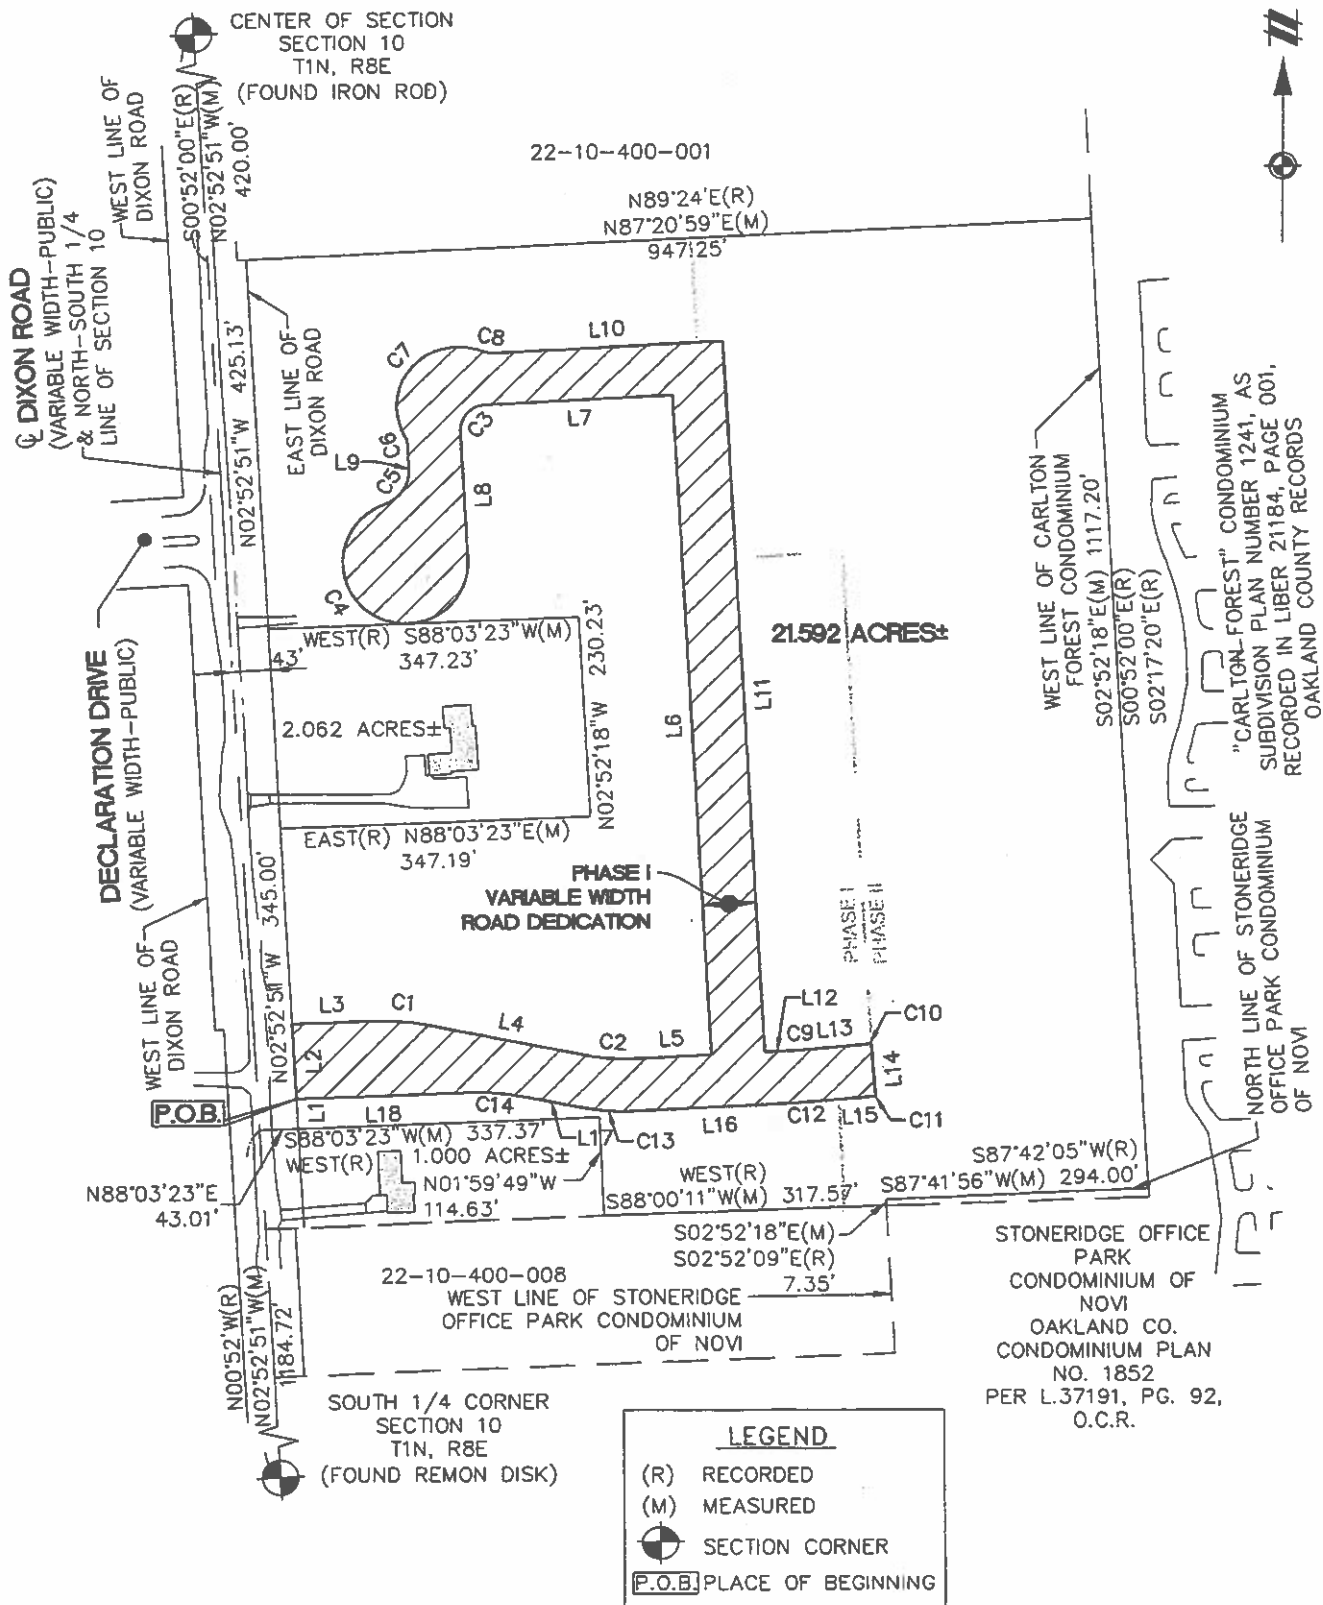 CENTER OF SECTION
SECTION 10
T1N, R8E
(FOUND IRON ROD)
WEST LINE OF
DIXON ROAD
S00°52'00"E(R)
N02°52'51"W(M)
420.00'
22-10-400-001
N89°24'E(R)
N87°20'59"E(M)
947.25'
℄ DIXON ROAD
(VARIABLE WIDTH-PUBLIC)
& NORTH-SOUTH 1/4
LINE OF SECTION 10
N02°52'51"W 425.13'
EAST LINE OF
DIXON ROAD
C7
C8
L10
C3
L7
L9
C6
C5
L8
C4
WEST(R) S88°03'23"W(M)
347.23'
43'
N02°52'18"W 230.23'
2.062 ACRES±
EAST(R) N88°03'23"E(M)
347.19'
21.592 ACRES±
L6
L11
WEST LINE OF CARLTON
FOREST CONDOMINIUM
S02°52'18"E(M) 1117.20'
S00°52'00"E(R)
S02°17'20"E(R)
"CARLTON-FOREST" CONDOMINIUM
SUBDIVISION PLAN NUMBER 1241, AS
RECORDED IN LIBER 21184, PAGE 001,
OAKLAND COUNTY RECORDS
DECLARATION DRIVE
(VARIABLE WIDTH-PUBLIC)
PHASE I
VARIABLE WIDTH
ROAD DEDICATION
PHASE I
PHASE II
WEST LINE OF
DIXON ROAD
N02°52'51"W 345.00'
L3
C1
L4
C2
L5
L12
C9
L13
C10
L2
L14
NORTH LINE OF STONERIDGE
OFFICE PARK CONDOMINIUM
OF NOVI
P.O.B.
L1
L18
C14
L17
C13
L16
C12
L15
C11
S88°03'23"W(M) 337.37'
WEST(R)
1.000 ACRES±
N01°59'49"W
114.63'
N88°03'23"E
43.01'
WEST(R)
S88°00'11"W(M) 317.57'
S87°42'05"W(R)
S87°41'56"W(M) 294.00'
S02°52'18"E(M)
S02°52'09"E(R)
7.35'
22-10-400-008
WEST LINE OF STONERIDGE
OFFICE PARK CONDOMINIUM
OF NOVI
STONERIDGE OFFICE
PARK
CONDOMINIUM OF
NOVI
OAKLAND CO.
CONDOMINIUM PLAN
NO. 1852
PER L.37191, PG. 92,
O.C.R.
N00°52'W(R)
N02°52'51"W(M)
1184.72'
SOUTH 1/4 CORNER
SECTION 10
T1N, R8E
(FOUND REMON DISK)
LEGEND
(R) RECORDED
(M) MEASURED
SECTION CORNER
P.O.B. PLACE OF BEGINNING